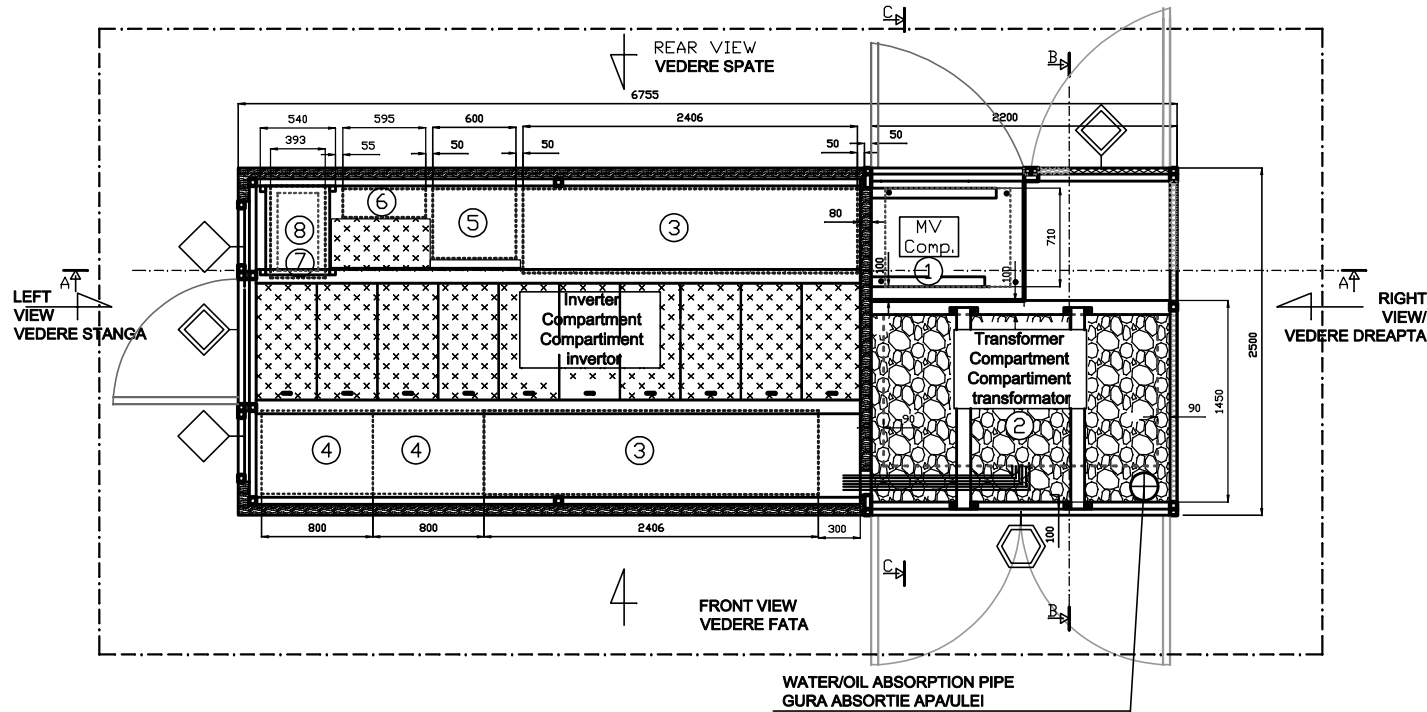 C
REAR VIEW
VEDERE SPATE
B
6755
540
595
600
2406
2200
393
55
50
50
50
50
6
8
5
3
80
MV
Comp.
710
7
1
100
100
A
A
LEFT
VIEW
VEDERE STANGA
RIGHT
VIEW/
VEDERE DREAPTA
Inverter
Compartment
Compartiment
invertor
Transformer
Compartment
Compartiment
transformator
2500
1450
90
90
4
4
3
2
800
800
2406
300
100
C
B
FRONT VIEW
VEDERE FATA
WATER/OIL ABSORPTION PIPE
GURA ABSORTIE APA/ULEI